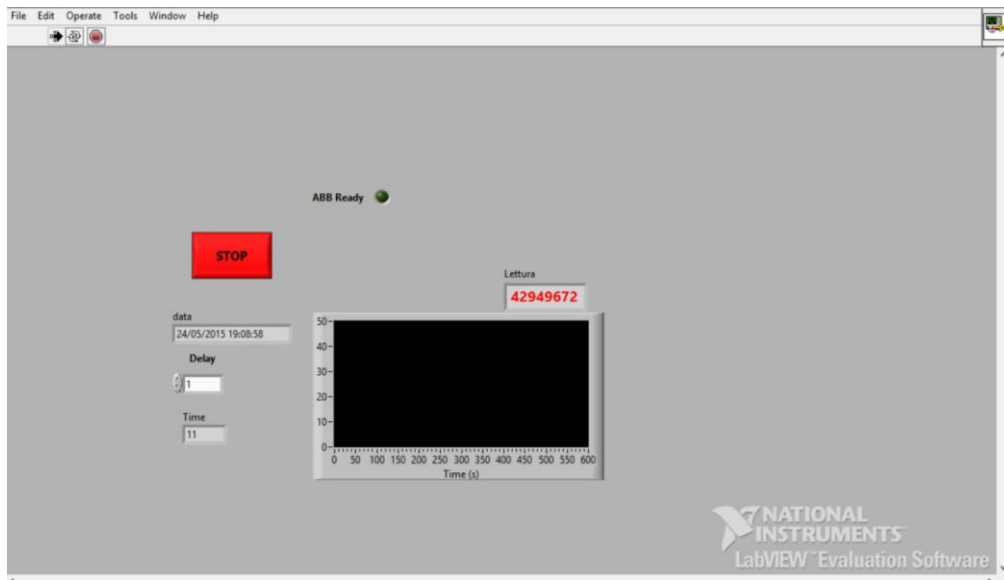 File Edit Operate Tools Window Help
ABB Ready
STOP
Lettura
42949672
data
24/05/2015 19:08:58
Delay
1
Time
11
50
40
30
20
10
0
0 50 100 150 200 250 300 350 400 450 500 550 600
Time (s)
NATIONAL
INSTRUMENTS
LabVIEW™ Evaluation Software